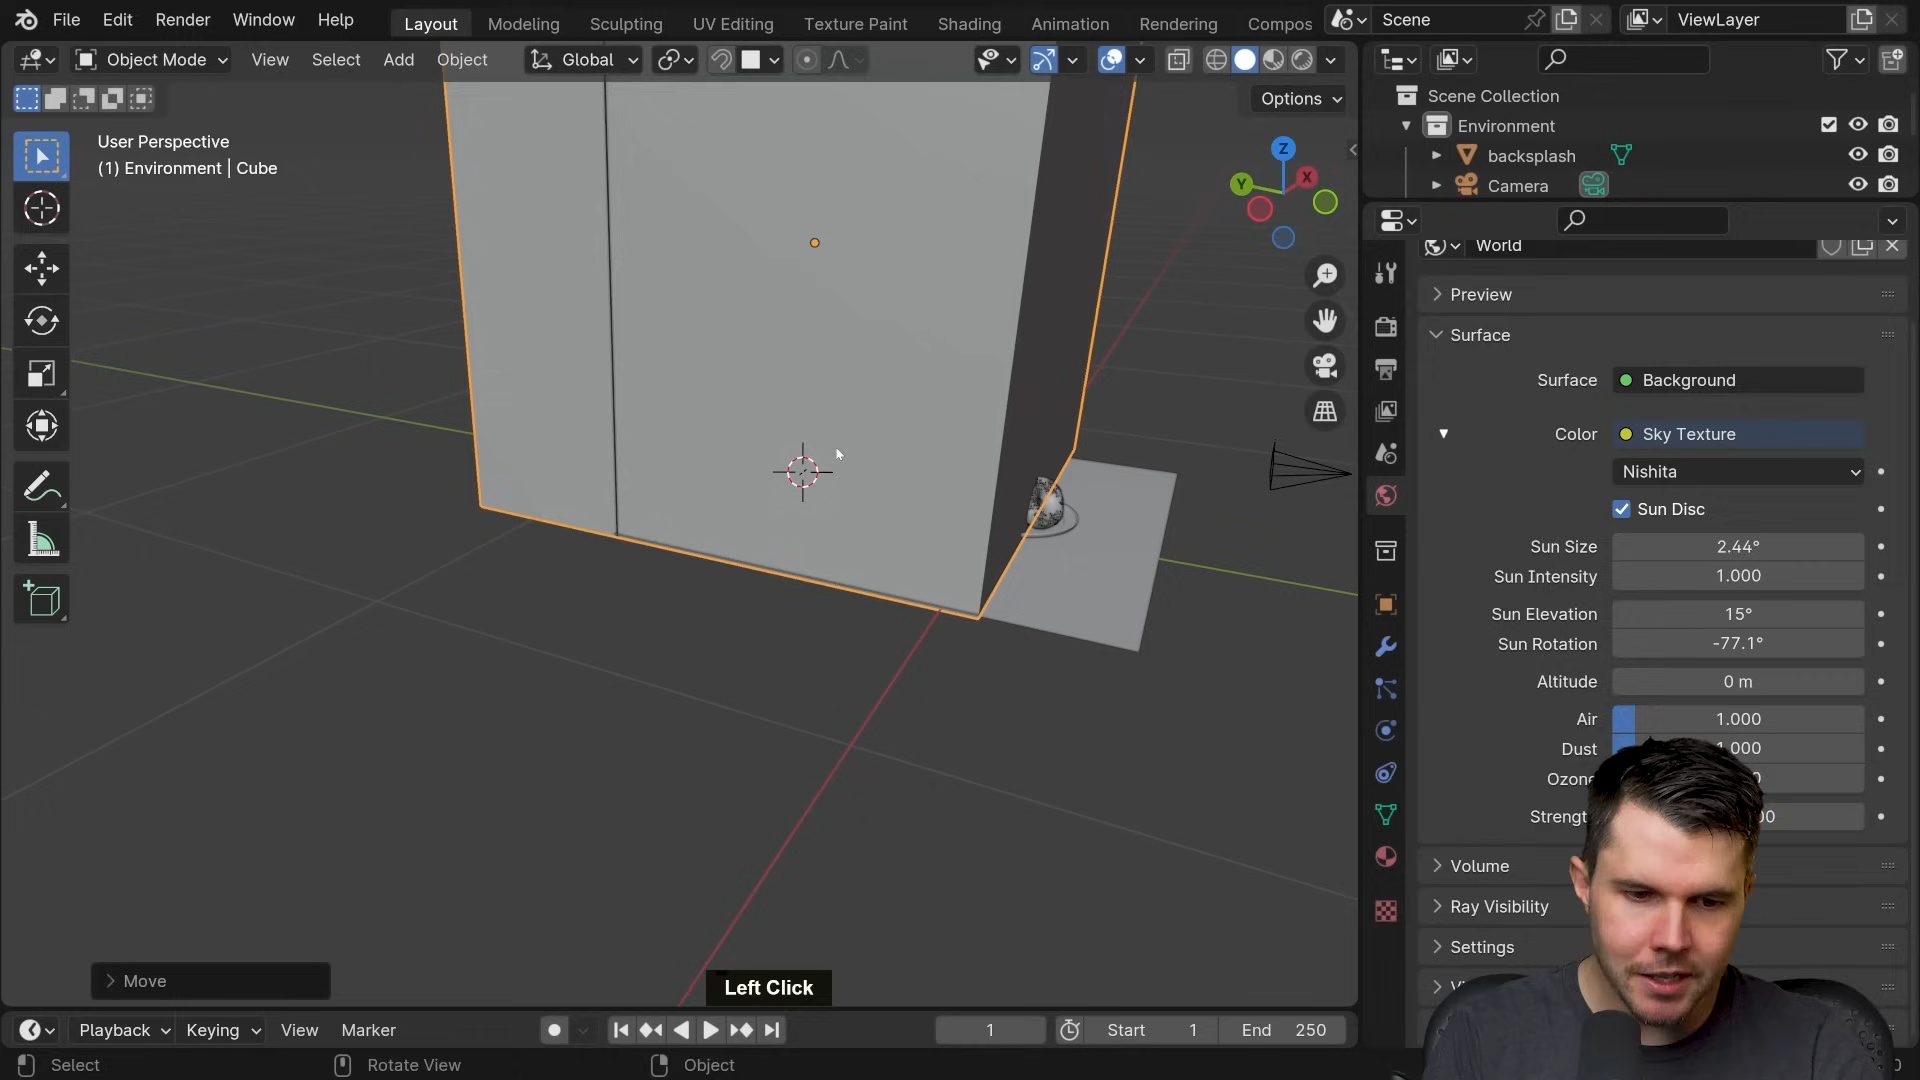 File Edit Render Window Help Layout Modeling Sculpting UV Editing Texture Paint Shading Animation Rendering Compos Scene ViewLayer
Object Mode View Select Add Object Global
Options
User Perspective
(1) Environment | Cube
Z
Y
X
Scene Collection
Environment
backsplash
Camera
World
Preview
Surface
Surface Background
Color Sky Texture
Nishita
Sun Disc
Sun Size 2.44°
Sun Intensity 1.000
Sun Elevation 15°
Sun Rotation -77.1°
Altitude 0 m
Air 1.000
Dust 1.000
Ozone
Strengt
Volume
Ray Visibility
Settings
Move
Left Click
Playback Keying View Marker 1 Start 1 End 250
Select Rotate View Object